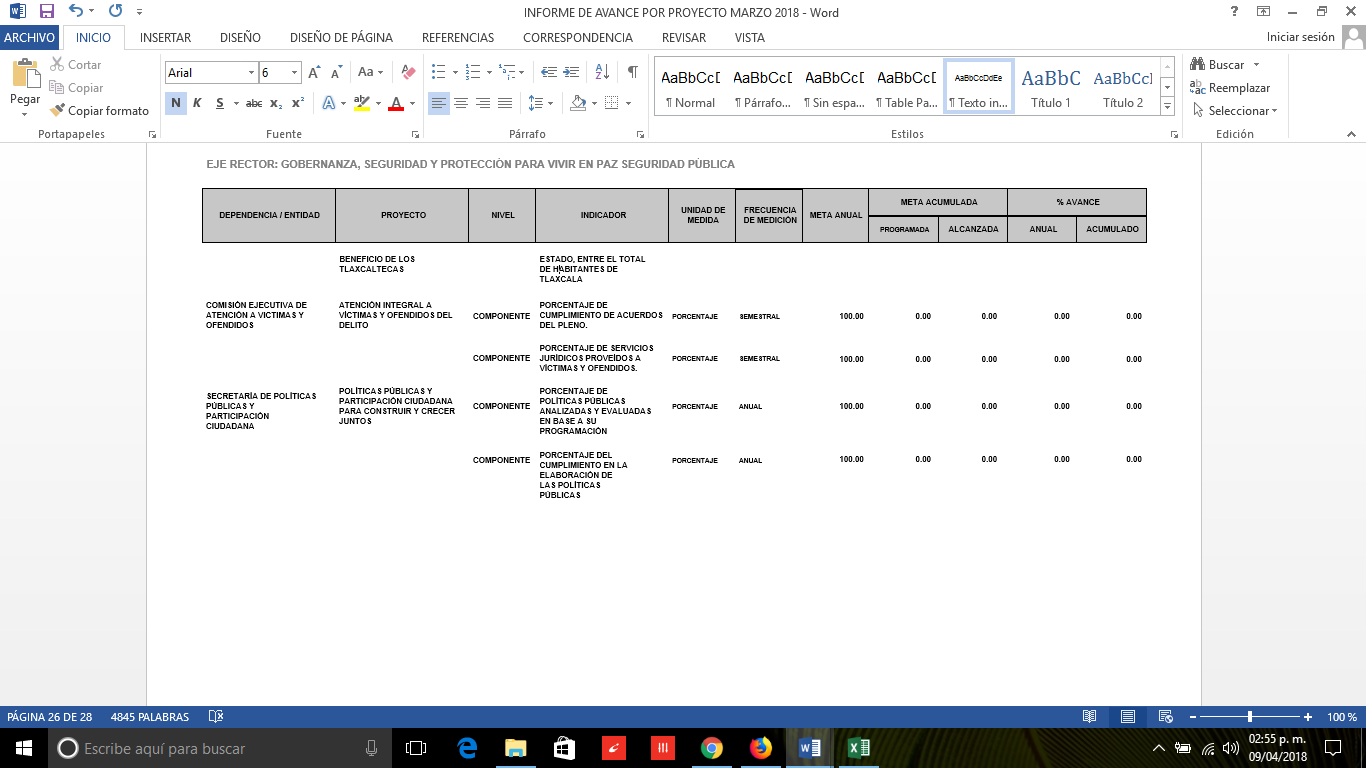 INFORME DE AVANCE POR PROYECTO MARZO 2018 - Word
ARCHIVO INICIO INSERTAR DISEÑO DISEÑO DE PÁGINA REFERENCIAS CORRESPONDENCIA REVISAR VISTA Iniciar sesión
Pegar
Cortar
Copiar
Copiar formato
Portapapeles
Arial 6
N K S abc x₂ x²
Fuente
Párrafo
AaBbCcD AaBbCcD AaBbCcD AaBbCcD AaBbCcDdEe AaBbC AaBbCcI
¶ Normal ¶ Párrafo... ¶ Sin espa... ¶ Table Pa... ¶ Texto in... Título 1 Título 2
Estilos
Buscar
Reemplazar
Seleccionar
Edición
EJE RECTOR: GOBERNANZA, SEGURIDAD Y PROTECCIÓN PARA VIVIR EN PAZ SEGURIDAD PÙBLICA
DEPENDENCIA / ENTIDAD PROYECTO NIVEL INDICADOR UNIDAD DE MEDIDA FRECUENCIA DE MEDICIÓN META ANUAL META ACUMULADA % AVANCE
PROGRAMADA ALCANZADA ANUAL ACUMULADO
BENEFICIO DE LOS TLAXCALTECAS
ESTADO, ENTRE EL TOTAL DE HABITANTES DE TLAXCALA
COMISIÓN EJECUTIVA DE ATENCIÓN A VICTIMAS Y OFENDIDOS
ATENCIÓN INTEGRAL A VÍCTIMAS Y OFENDIDOS DEL DELITO
COMPONENTE
PORCENTAJE DE CUMPLIMIENTO DE ACUERDOS DEL PLENO.
PORCENTAJE SEMESTRAL 100.00 0.00 0.00 0.00 0.00
COMPONENTE
PORCENTAJE DE SERVICIOS JURÍDICOS PROVEÍDOS A VÍCTIMAS Y OFENDIDOS.
PORCENTAJE SEMESTRAL 100.00 0.00 0.00 0.00 0.00
SECRETARÍA DE POLÍTICAS PÚBLICAS Y PARTICIPACIÓN CIUDADANA
POLÍTICAS PÚBLICAS Y PARTICIPACIÓN CIUDADANA PARA CONSTRUIR Y CRECER JUNTOS
COMPONENTE
PORCENTAJE DE POLÍTICAS PÚBLICAS ANALIZADAS Y EVALUADAS EN BASE A SU PROGRAMACIÓN
PORCENTAJE ANUAL 100.00 0.00 0.00 0.00 0.00
COMPONENTE
PORCENTAJE DEL CUMPLIMIENTO EN LA ELABORACIÓN DE LAS POLÍTICAS PÚBLICAS
PORCENTAJE ANUAL 100.00 0.00 0.00 0.00 0.00
PÁGINA 26 DE 28 4845 PALABRAS 100 %
Escribe aquí para buscar
02:55 p. m.
09/04/2018